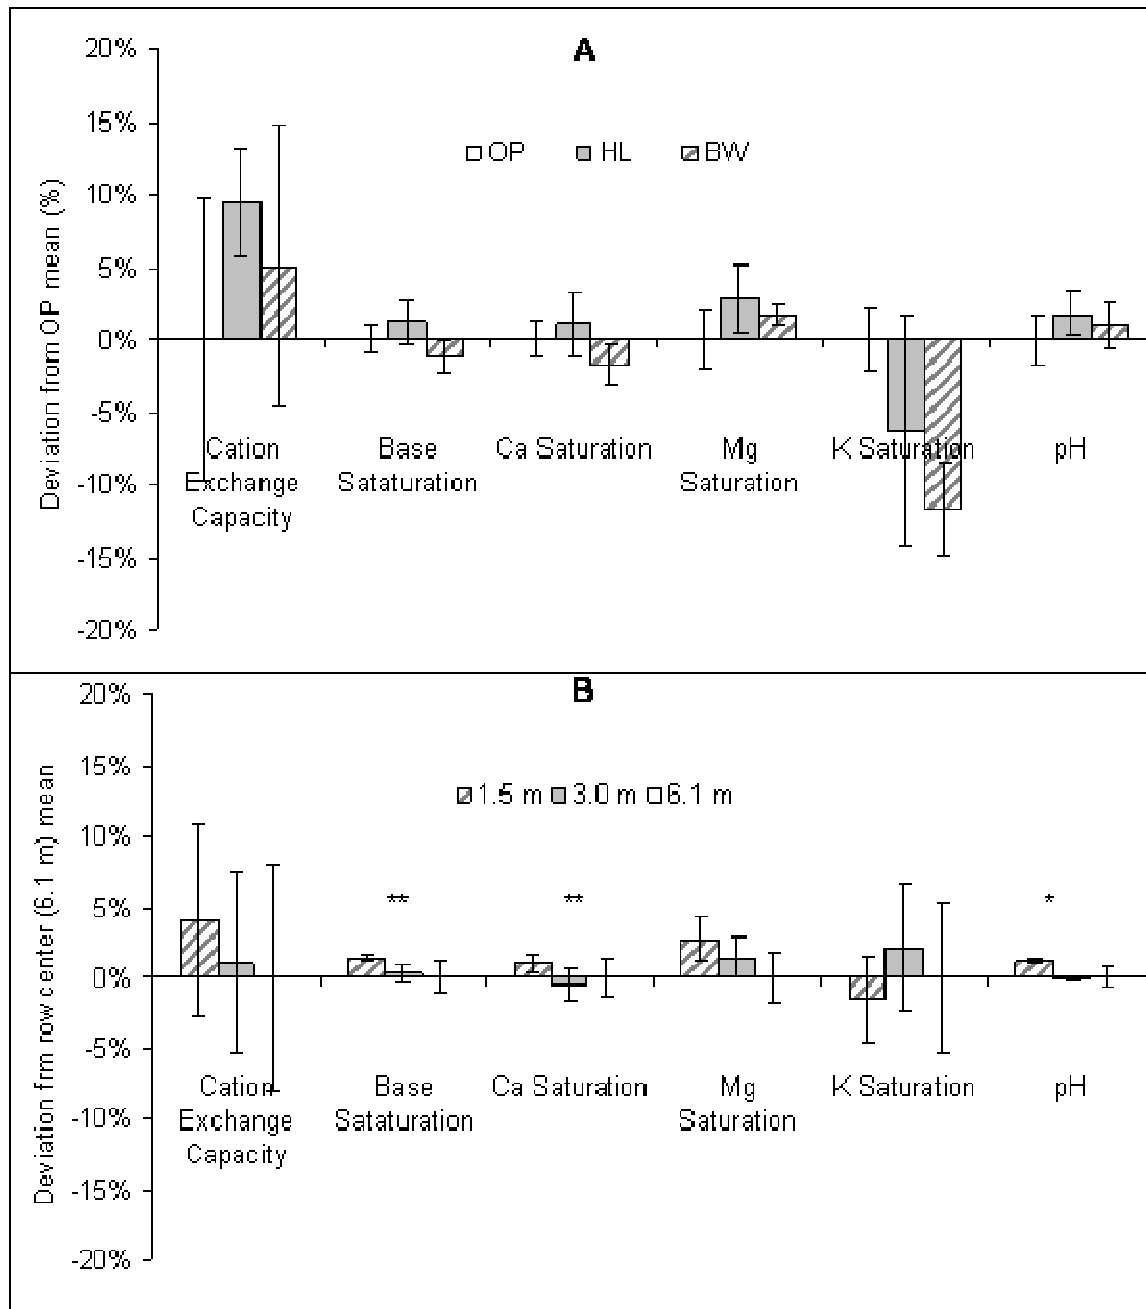 A
20%
15%
10%
5%
0%
-5%
-10%
-15%
-20%
Deviation from OP mean (%)
OP HL BW
Cation Exchange Capacity
Base Sataturation
Ca Saturation
Mg Saturation
K Saturation
pH
B
20%
15%
10%
5%
0%
-5%
-10%
-15%
-20%
Deviation frm row center (6.1 m) mean
1.5 m 3.0 m 6.1 m
** ** *
Cation Exchange Capacity
Base Sataturation
Ca Saturation
Mg Saturation
K Saturation
pH